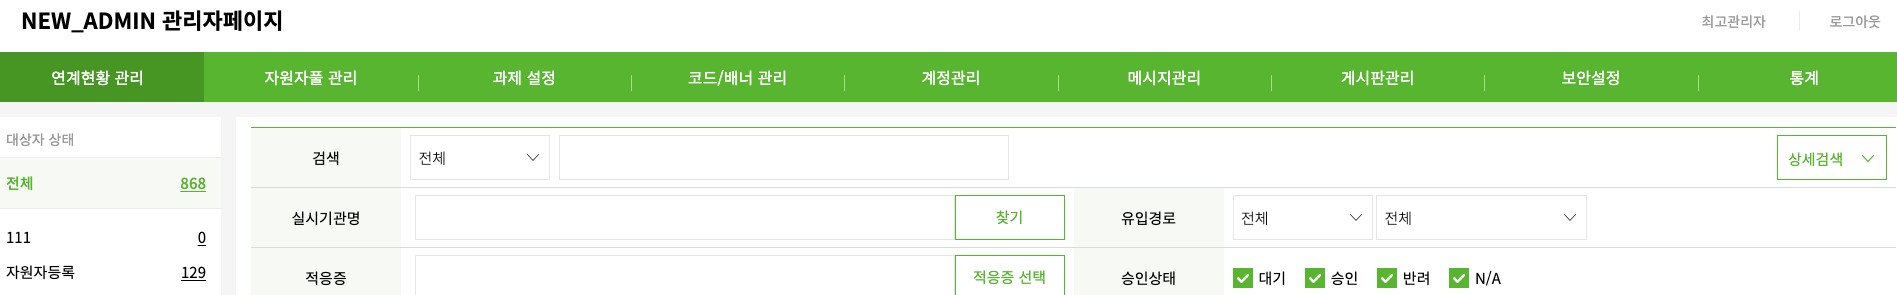 NEW_ADMIN 관리자페이지
최고관리자 로그아웃
연계현황 관리 자원자풀 관리 과제 설정 코드/배너 관리 계정관리 메시지관리 게시판관리 보안설정 통계
대상자 상태
전체 868
111 0
자원자등록 129
검색 전체 상세검색
실시기관명 찾기 유입경로 전체 전체
적응증 적응증 선택 승인상태 대기 승인 반려 N/A